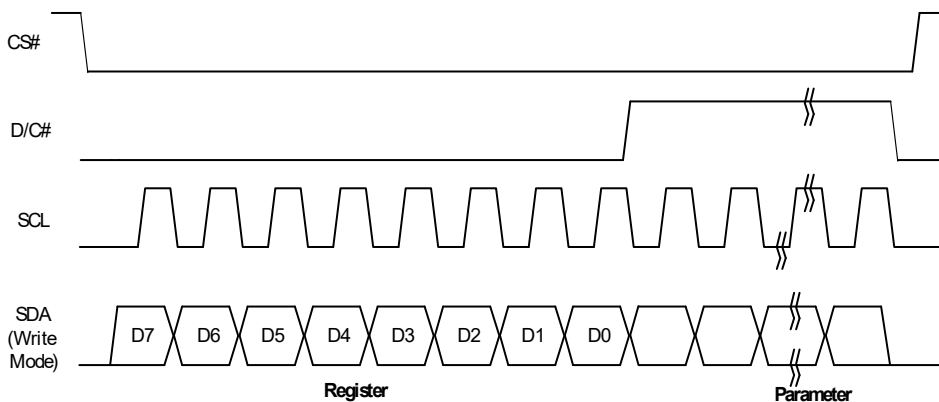 CS#
D/C#
SCL
SDA
(Write
Mode)
D7 D6 D5 D4 D3 D2 D1 D0
Register Parameter